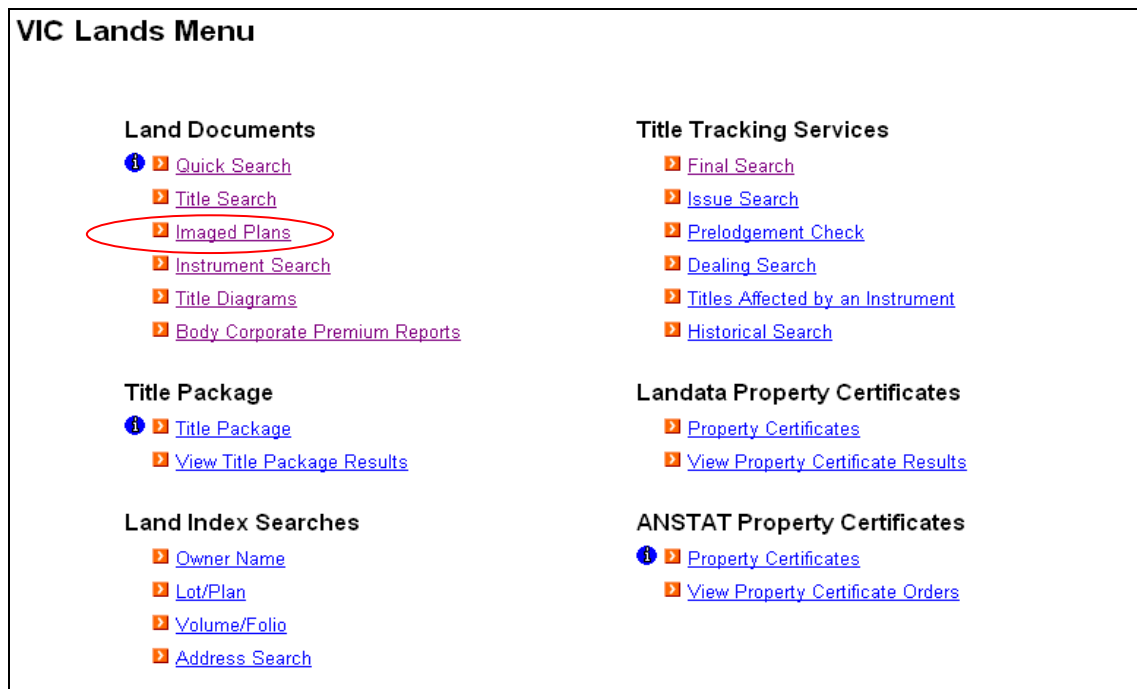 VIC Lands Menu
Land Documents
Quick Search
Title Search
Imaged Plans
Instrument Search
Title Diagrams
Body Corporate Premium Reports
Title Package
Title Package
View Title Package Results
Land Index Searches
Owner Name
Lot/Plan
Volume/Folio
Address Search
Title Tracking Services
Final Search
Issue Search
Prelodgement Check
Dealing Search
Titles Affected by an Instrument
Historical Search
Landata Property Certificates
Property Certificates
View Property Certificate Results
ANSTAT Property Certificates
Property Certificates
View Property Certificate Orders